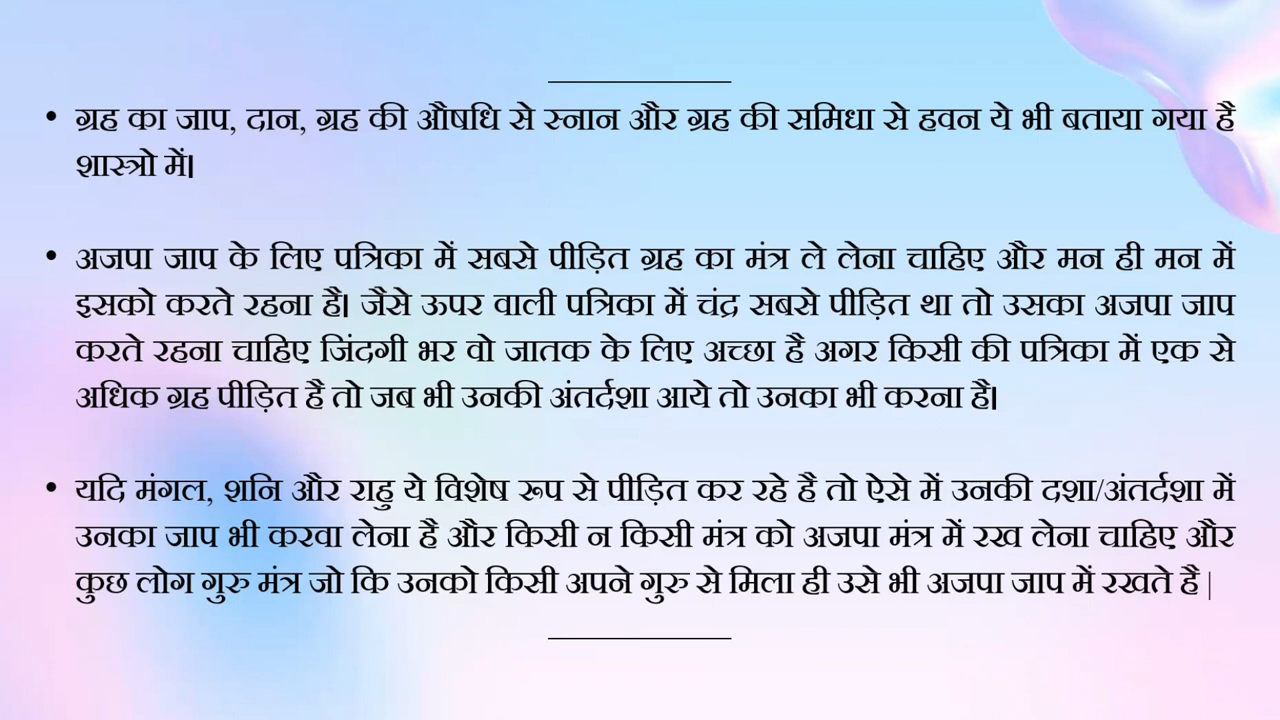 • ग्रह का जाप, दान, ग्रह की औषधि से स्नान और ग्रह की समिधा से हवन ये भी बताया गया है
शास्त्रो में।
• अजपा जाप के लिए पत्रिका में सबसे पीड़ित ग्रह का मंत्र ले लेना चाहिए और मन ही मन में
इसको करते रहना है। जैसे ऊपर वाली पत्रिका में चंद्र सबसे पीड़ित था तो उसका अजपा जाप
करते रहना चाहिए जिंदगी भर वो जातक के लिए अच्छा है अगर किसी की पत्रिका में एक से
अधिक ग्रह पीड़ित है तो जब भी उनकी अंतर्दशा आये तो उनका भी करना है।
• यदि मंगल, शनि और राहु ये विशेष रूप से पीड़ित कर रहे है तो ऐसे में उनकी दशा/अंतर्दशा में
उनका जाप भी करवा लेना है और किसी न किसी मंत्र को अजपा मंत्र में रख लेना चाहिए और
कुछ लोग गुरु मंत्र जो कि उनको किसी अपने गुरु से मिला ही उसे भी अजपा जाप में रखते है |